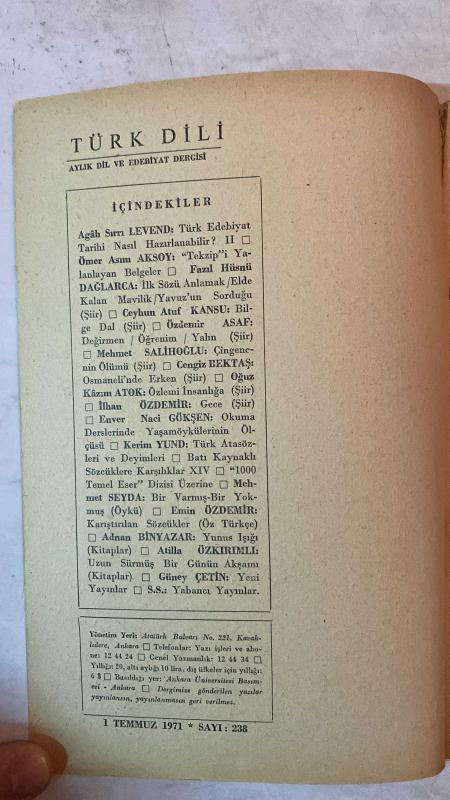 TÜRK DİLİ
AYLIK DİL VE EDEBİYAT DERGİSİ
İÇİNDEKİLER
Agâh Sırrı LEVEND: Türk Edebiyat
Tarihi Nasıl Hazırlanabilir? II □
Ömer Asım AKSOY: "Tekzip"i Ya-
lanlayan Belgeler □ Fazıl Hüsnü
DAĞLARCA: İlk Sözü Anlamak/Elde
Kalan Mavilik/Yavuz'un Sorduğu
(Şiir) □ Ceyhun Atuf KANSU: Bil-
ge Dal (Şiir) □ Özdemir ASAF:
Değirmen / Öğrenim / Yalın (Şiir)
□ Mehmet SALİHOĞLU: Çingene-
nin Ölümü (Şiir) □ Cengiz BEKTAŞ:
Osmaneli'nde Erken (Şiir) □ Oğuz
Kâzım ATOK: Özlemi İnsanlığa (Şiir)
□ İlhan ÖZDEMİR: Gece (Şiir)
□ Enver Naci GÖKŞEN: Okuma
Derslerinde Yaşamöykülerinin Öl-
çüsü □ Kerim YUND: Türk Atasöz-
leri ve Deyimleri □ Batı Kaynaklı
Sözcüklere Karşılıklar XIV □ "1000
Temel Eser" Dizisi Üzerine □ Meh-
met SEYDA: Bir Varmış-Bir Yok-
muş (Öykü) □ Emin ÖZDEMİR:
Karıştırılan Sözcükler (Öz Türkçe)
□ Adnan BİNYAZAR: Yunus Işığı
(Kitaplar) □ Atilla ÖZKIRIMLI:
Uzun Sürmüş Bir Günün Akşamı
(Kitaplar) □ Güney ÇETİN: Yeni
Yayınlar □ S.S.: Yabancı Yayınlar.
Yönetim Yeri: Atatürk Bulvarı No. 221, Kavak-
lıdere, Ankara □ Telefonlar: Yazı işleri ve abo-
ne: 12 44 24 □ Genel Yazmanlık: 12 44 34 □
Yıllığı: 20, altı aylığı 10 lira, dış ülkeler için yıllığı:
6 $ □ Basıldığı yer: Ankara Üniversitesi Basım-
evi - Ankara □ Dergimize gönderilen yazılar
yayınlansın, yayınlanmasın geri verilmez.
1 TEMMUZ 1971 * SAYI: 238